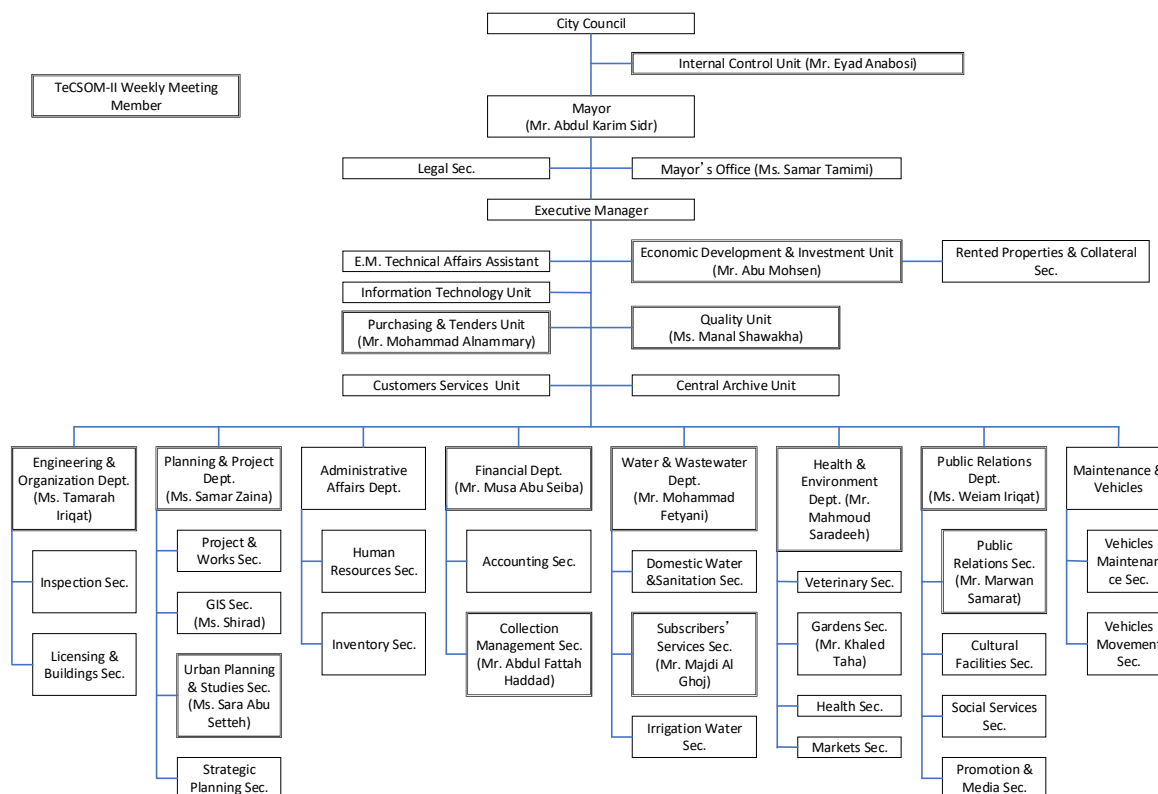 City Council
Internal Control Unit (Mr. Eyad Anabosi)
TeCSOM-II Weekly Meeting
Member
Mayor
(Mr. Abdul Karim Sidr)
Legal Sec.
Mayor’s Office (Ms. Samar Tamimi)
Executive Manager
E.M. Technical Affairs Assistant
Economic Development & Investment Unit
(Mr. Abu Mohsen)
Rented Properties & Collateral
Sec.
Information Technology Unit
Purchasing & Tenders Unit
(Mr. Mohammad Alnammary)
Quality Unit
(Ms. Manal Shawakha)
Customers Services Unit
Central Archive Unit
Engineering &
Organization Dept.
(Ms. Tamarah
Iriqat)
Inspection Sec.
Licensing &
Buildings Sec.
Planning & Project
Dept.
(Ms. Samar Zaina)
Project &
Works Sec.
GIS Sec.
(Ms. Shirad)
Urban Planning
& Studies Sec.
(Ms. Sara Abu
Setteh)
Strategic
Planning Sec.
Administrative
Affairs Dept.
Human
Resources Sec.
Inventory Sec.
Financial Dept.
(Mr. Musa Abu Seiba)
Accounting Sec.
Collection
Management Sec.
(Mr. Abdul Fattah
Haddad)
Water & Wastewater
Dept.
(Mr. Mohammad
Fetyani)
Domestic Water
&Sanitation Sec.
Subscribers’
Services Sec.
(Mr. Majdi Al
Ghoj)
Irrigation Water
Sec.
Health &
Environment
Dept. (Mr.
Mahmoud
Saradeeh)
Veterinary Sec.
Gardens Sec.
(Mr. Khaled
Taha)
Health Sec.
Markets Sec.
Public Relations
Dept.
(Ms. Weiam Iriqat)
Public
Relations Sec.
(Mr. Marwan
Samarat)
Cultural
Facilities Sec.
Social Services
Sec.
Promotion &
Media Sec.
Maintenance &
Vehicles
Vehicles
Maintenan
ce Sec.
Vehicles
Movement
Sec.